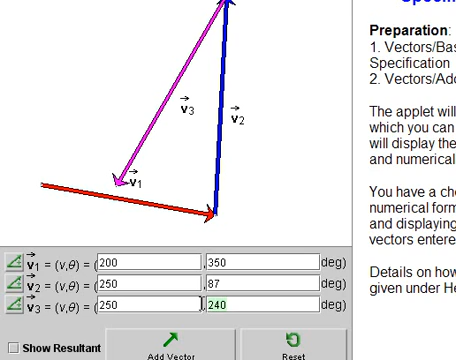 Preparation:
1. Vectors/Bas
Specification
2. Vectors/Add
The applet will
which you can
will display the
and numerical
You have a cho
numerical form
and displaying
vectors entere
Details on how
given under He
v3
v2
v1
v1 = (v,θ) = ( 200 , 350 deg)
v2 = (v,θ) = ( 250 , 87 deg)
v3 = (v,θ) = ( 250 , 240 deg)
Show Resultant
Add Vector
Reset